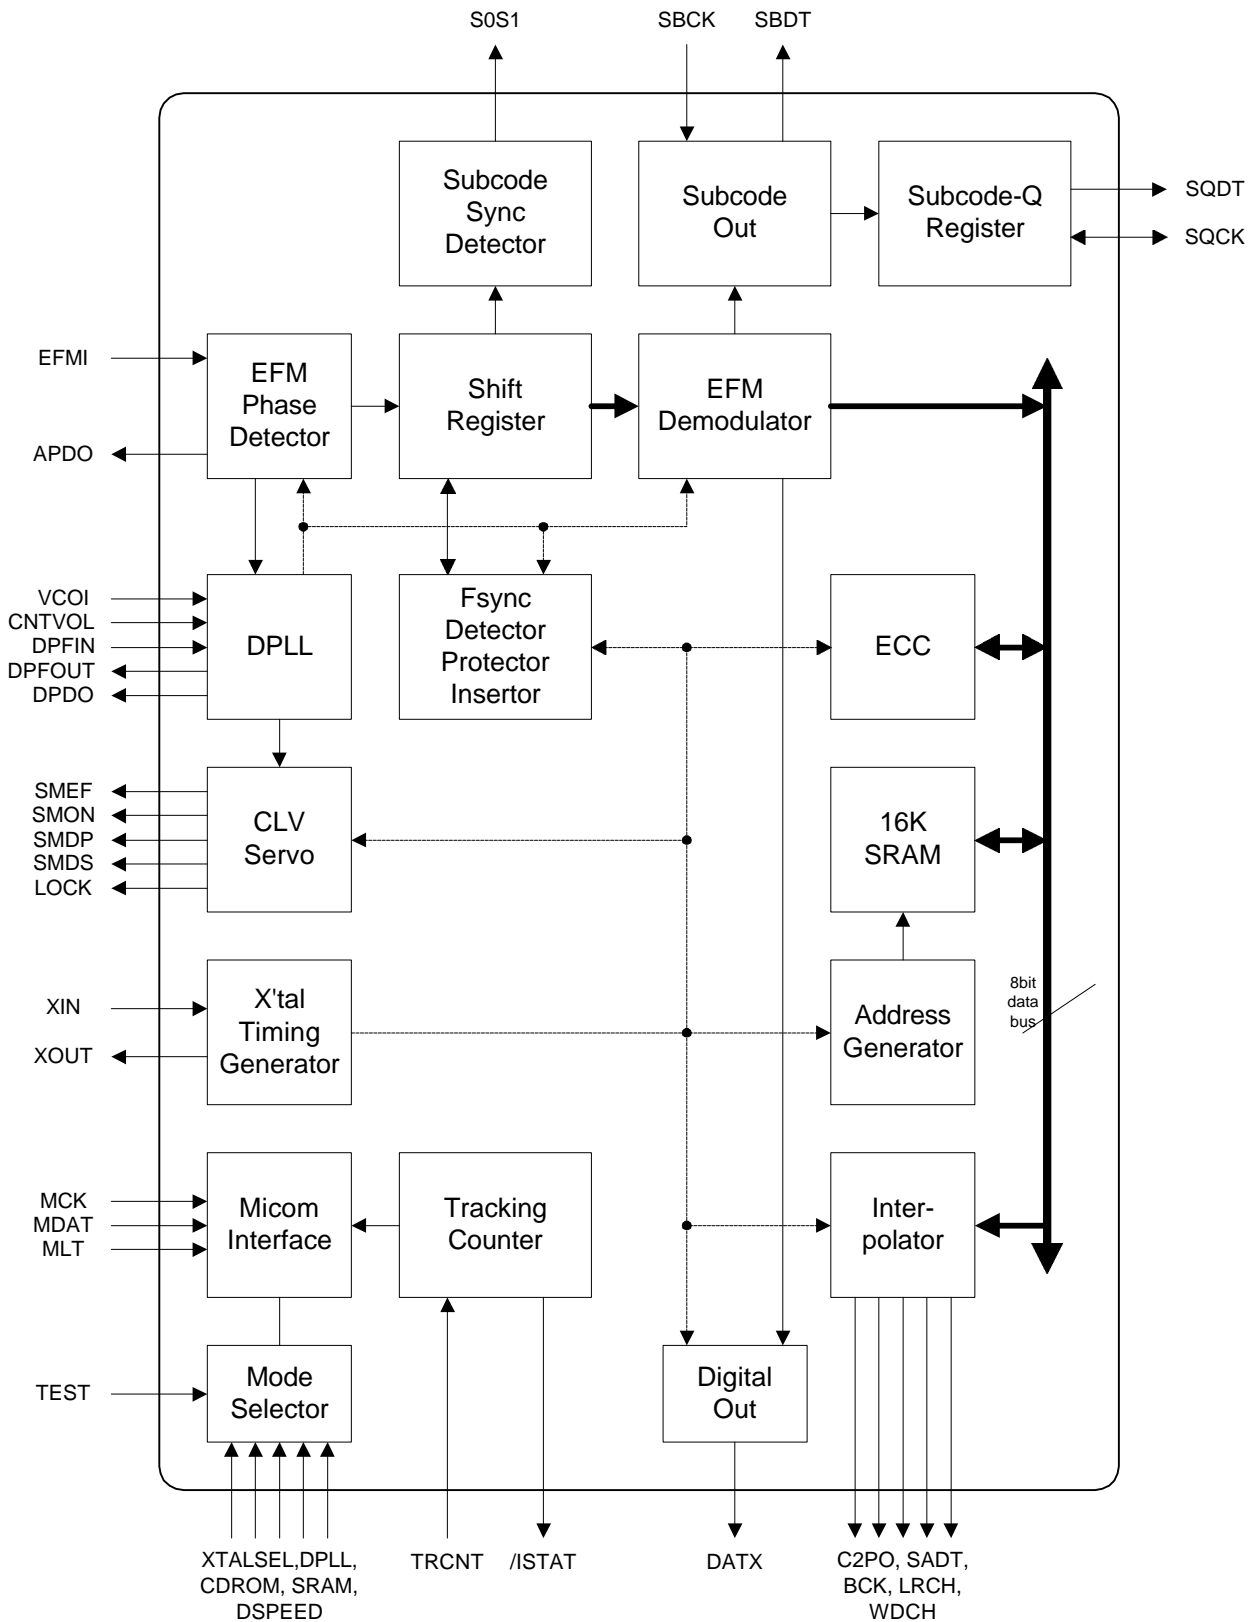 S0S1
SBCK
SBDT
Subcode
Sync
Detector
Subcode
Out
Subcode-Q
Register
SQDT
SQCK
EFMI
APDO
EFM
Phase
Detector
Shift
Register
EFM
Demodulator
VCOI
CNTVOL
DPFIN
DPFOUT
DPDO
DPLL
Fsync
Detector
Protector
Insertor
ECC
SMEF
SMON
SMDP
SMDS
LOCK
CLV
Servo
16K
SRAM
XIN
XOUT
X'tal
Timing
Generator
Address
Generator
8bit
data
bus
MCK
MDAT
MLT
Micom
Interface
Tracking
Counter
Inter-
polator
TEST
Mode
Selector
Digital
Out
XTALSEL,DPLL,
CDROM, SRAM,
DSPEED
TRCNT
/ISTAT
DATX
C2PO, SADT,
BCK, LRCH,
WDCH